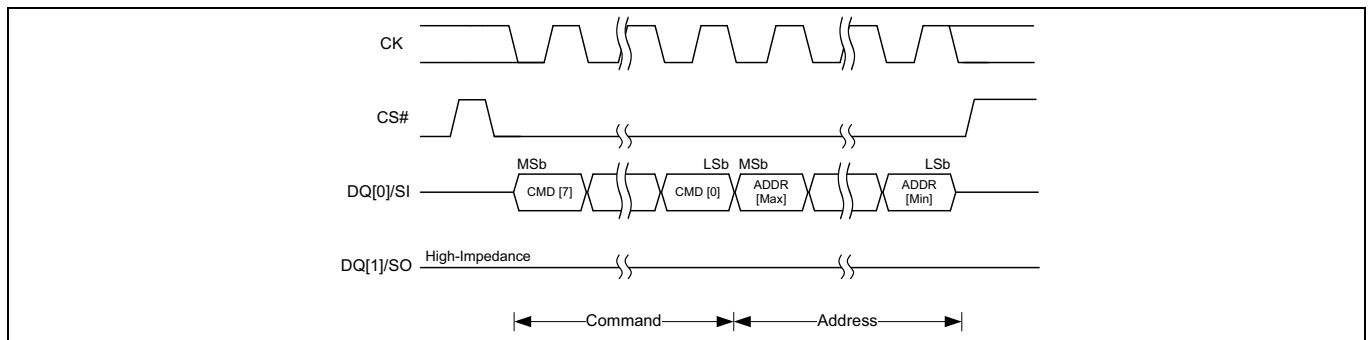 CK
CS#
MSb LSb MSb LSb
DQ[0]/SI CMD [7] CMD [0] ADDR [Max] ADDR [Min]
DQ[1]/SO High-Impedance
Command Address